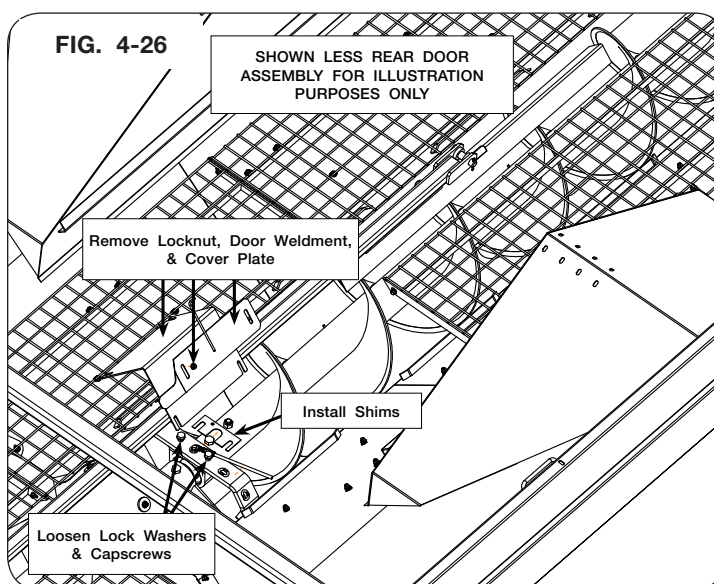 FIG. 4-26
SHOWN LESS REAR DOOR
ASSEMBLY FOR ILLUSTRATION
PURPOSES ONLY
Remove Locknut, Door Weldment,
& Cover Plate
Install Shims
Loosen Lock Washers
& Capscrews